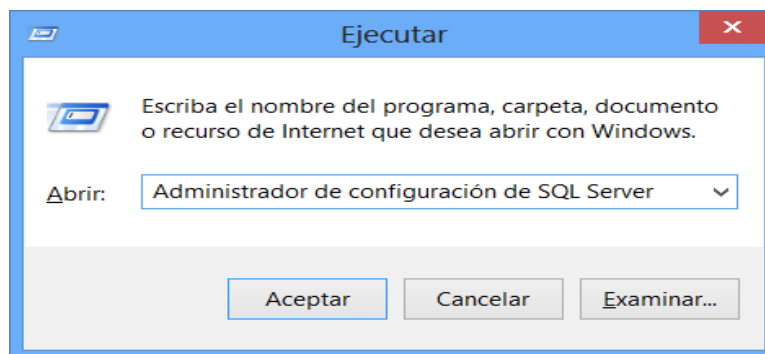 Ejecutar
Escriba el nombre del programa, carpeta, documento
o recurso de Internet que desea abrir con Windows.
Abrir: Administrador de configuración de SQL Server
Aceptar Cancelar Examinar...